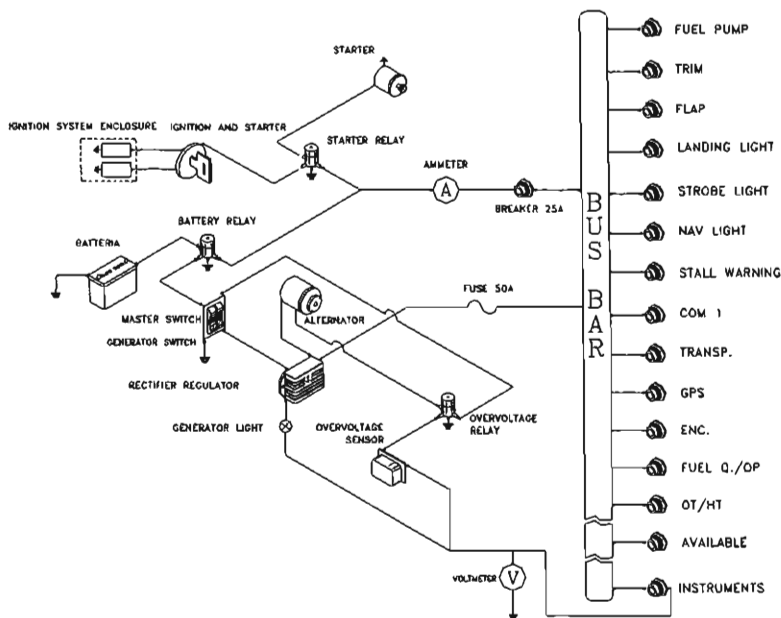 FUEL PUMP
STARTER
TRIM
FLAP
IGNITION SYSTEM ENCLOSURE
IGNITION AND STARTER
STARTER RELAY
LANDING LIGHT
AMMETER
A
BREAKER 25A
STROBE LIGHT
BUS BAR
BATTERY RELAY
NAV LIGHT
BATTERIA
STALL WARNING
FUSE 50A
MASTER SWITCH
ALTERNATOR
COM 1
GENERATOR SWITCH
TRANSP.
RECTIFIER REGULATOR
GPS
GENERATOR LIGHT
OVERVOLTAGE
SENSOR
OVERVOLTAGE
RELAY
ENC.
FUEL Q./OP
OT/HT
AVAILABLE
VOLTMETER
V
INSTRUMENTS